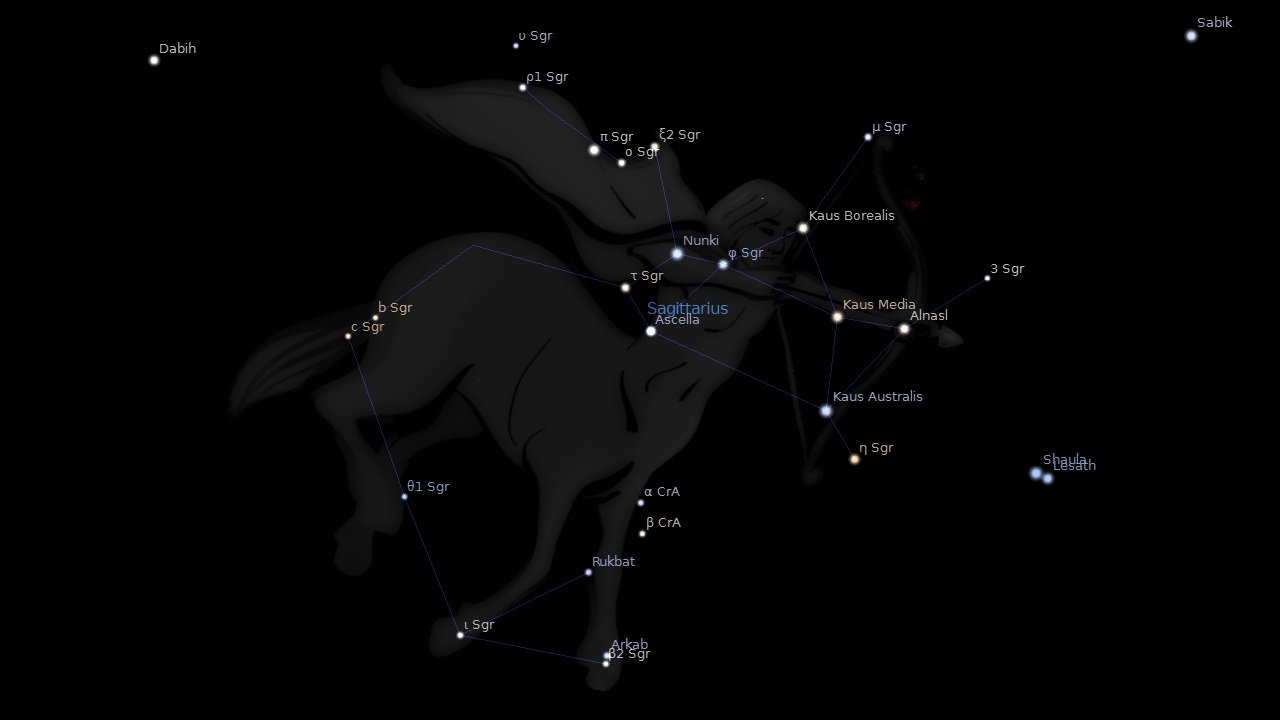 Sabik
υ Sgr
Dabih
ρ1 Sgr
μ Sgr
π Sgr
ξ2 Sgr
ο Sgr
Kaus Borealis
Nunki
φ Sgr
3 Sgr
τ Sgr
Kaus Media
b Sgr
Sagittarius
Alnasl
Ascella
c Sgr
Kaus Australis
η Sgr
Shaula
Lesath
θ1 Sgr
α CrA
β CrA
Rukbat
ι Sgr
Arkab
β2 Sgr